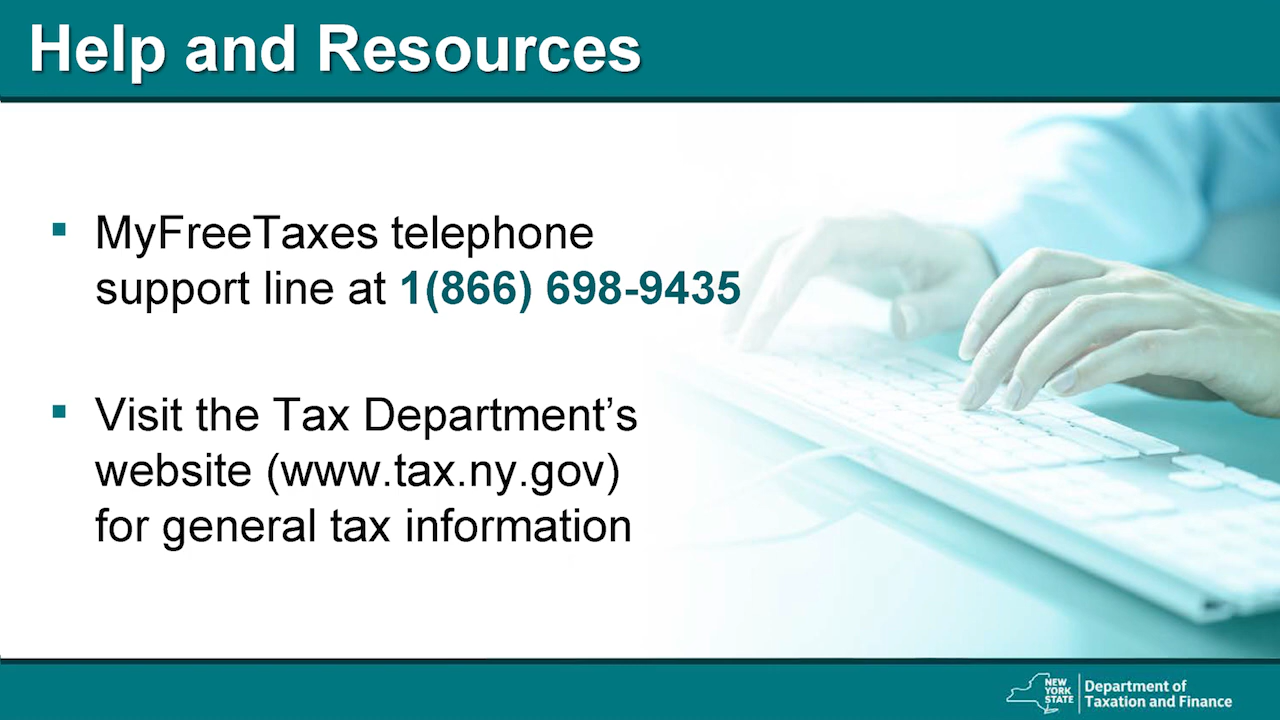 Help and Resources
▪ MyFreeTaxes telephone
support line at 1(866) 698-9435
▪ Visit the Tax Department’s
website (www.tax.ny.gov)
for general tax information
NEW
YORK
STATE
Department of
Taxation and Finance